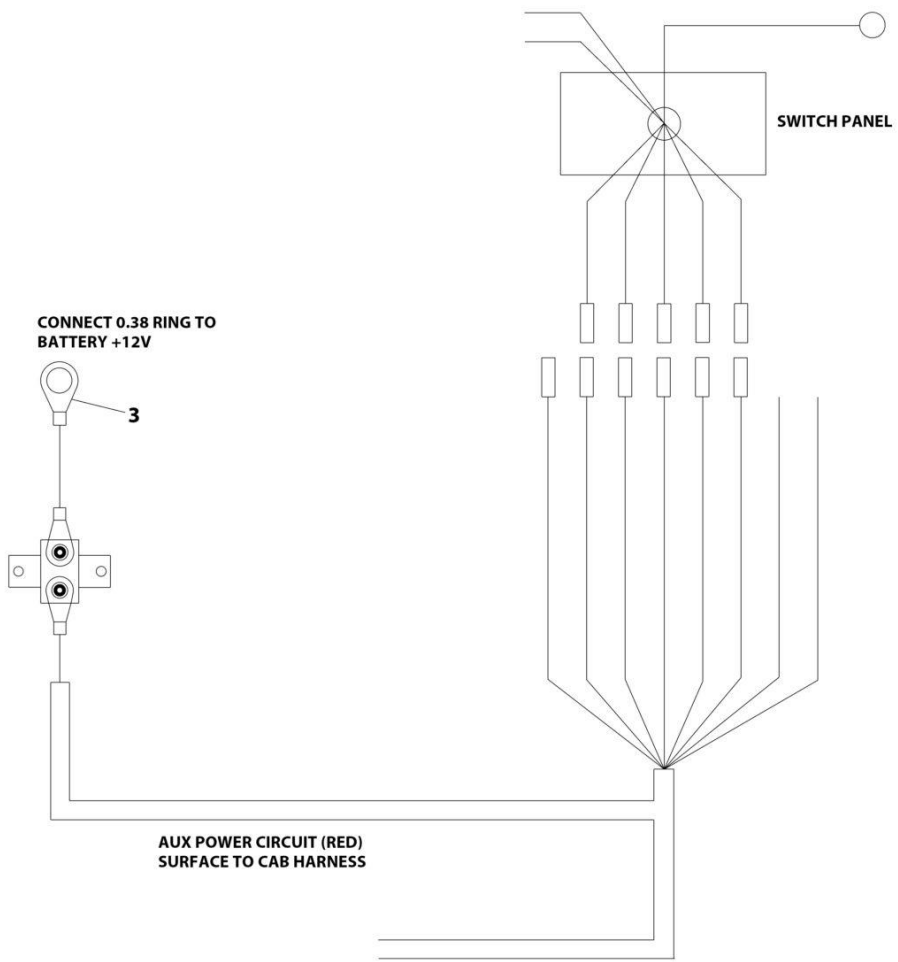 SWITCH PANEL
CONNECT 0.38 RING TO
BATTERY +12V
3
AUX POWER CIRCUIT (RED)
SURFACE TO CAB HARNESS